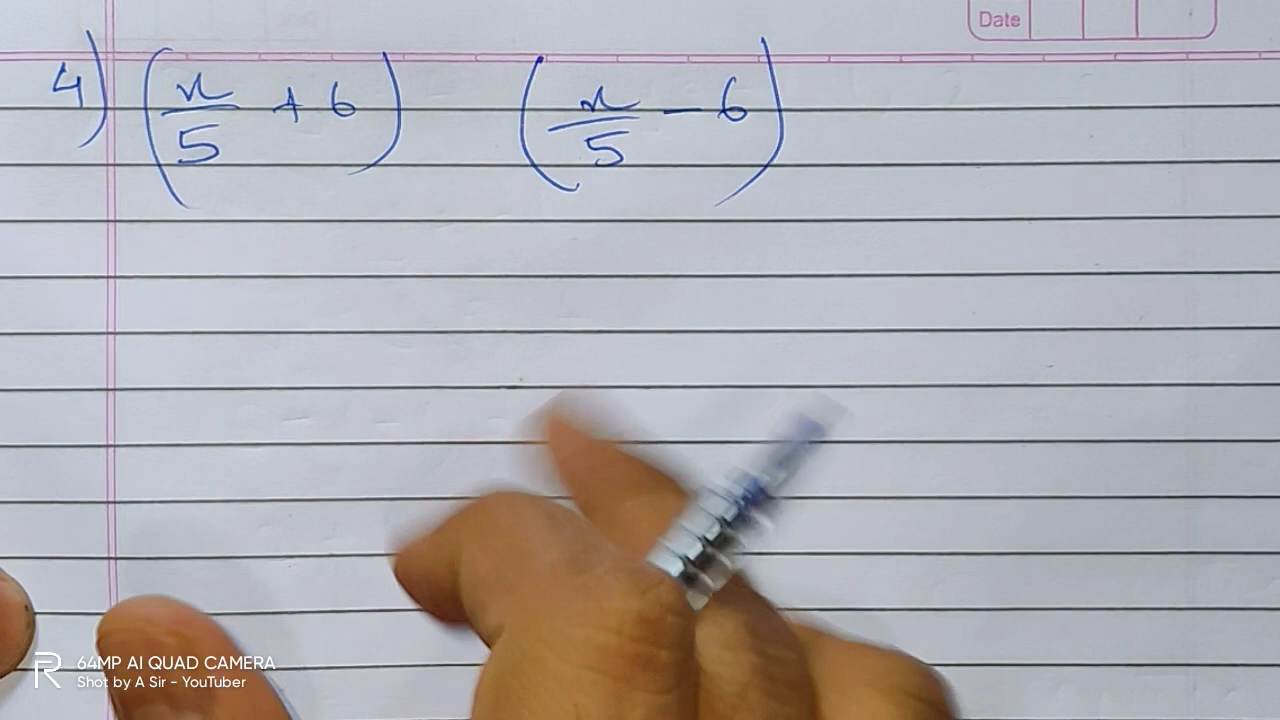 Date
4) (x/5 + 6) (x/5 - 6)
64MP AI QUAD CAMERA
Shot by A Sir - YouTuber